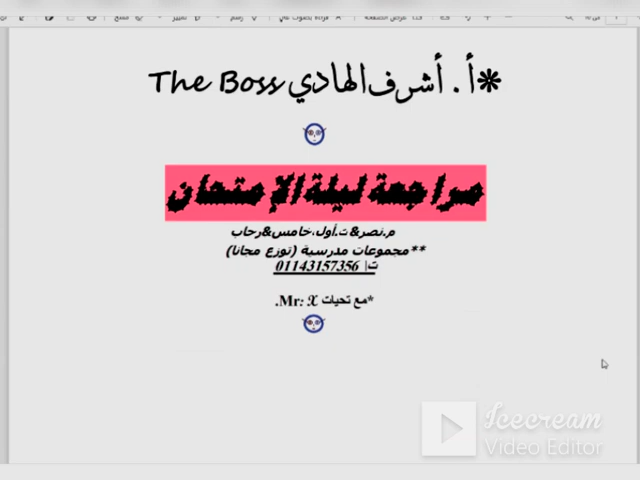 *أ. أشرف الهادي The Boss
مراجعة ليلة الإمتحان
م.نصر&ت.أول،خامس&رحاب
**مجموعات مدرسية (توزع مجانا)
ت| 01143157356
*مع تحيات Mr: X.
Icecream
Video Editor